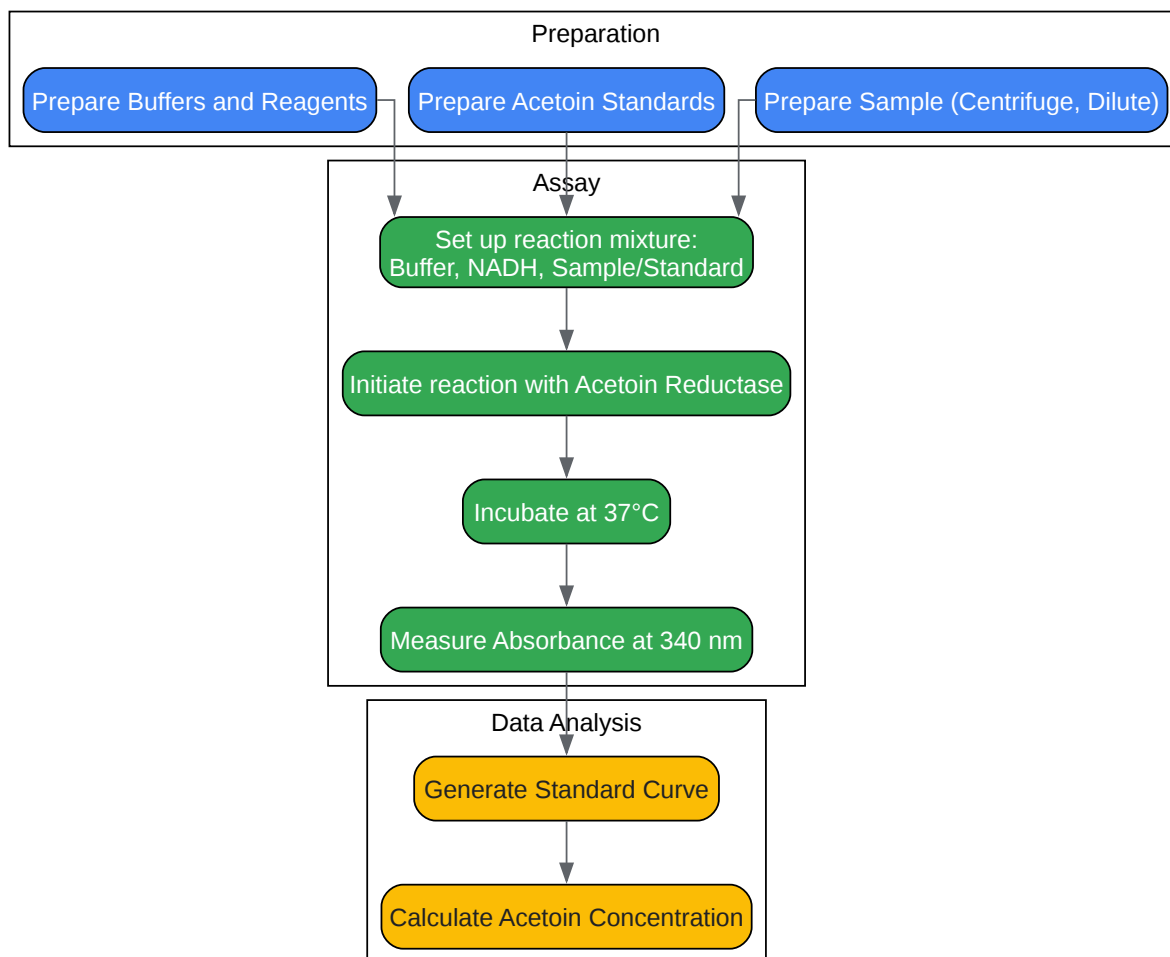 Preparation
Prepare Buffers and Reagents
Prepare Acetoin Standards
Prepare Sample (Centrifuge, Dilute)
Assay
Set up reaction mixture:
Buffer, NADH, Sample/Standard
Initiate reaction with Acetoin Reductase
Incubate at 37°C
Measure Absorbance at 340 nm
Data Analysis
Generate Standard Curve
Calculate Acetoin Concentration